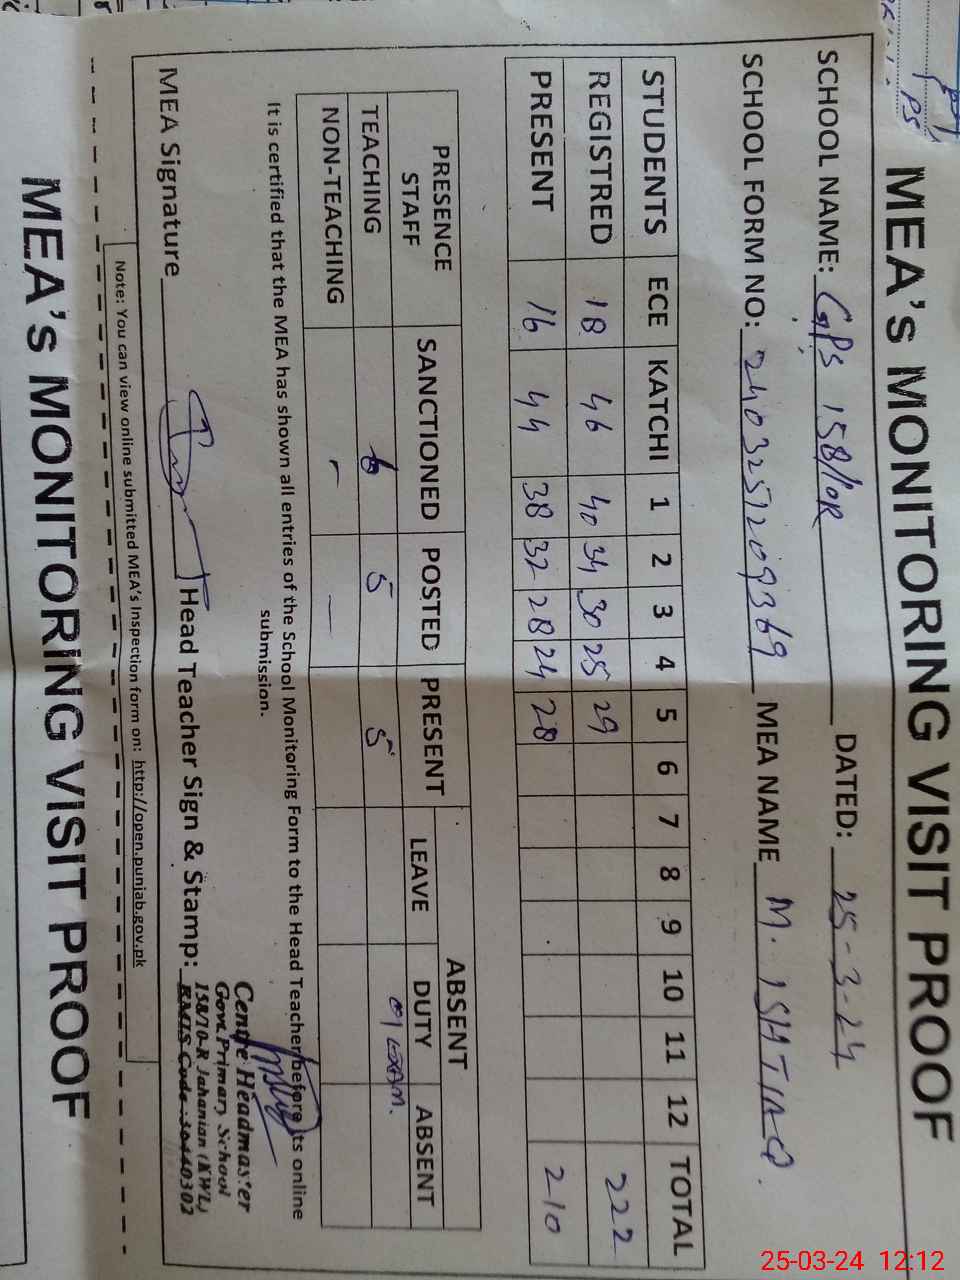 MEA's MONITORING VISIT PROOF
SCHOOL NAME: GPS 158/10R DATED: 25-3-24
SCHOOL FORM NO: 2403251209369 MEA NAME M. ISHTIAQ.
STUDENTS ECE KATCHI 1 2 3 4 5 6 7 8 9 10 11 12 TOTAL
REGISTRED 18 46 40 34 30 25 29 222
PRESENT 16 44 38 32 28 24 28 210
PRESENCE STAFF SANCTIONED POSTED PRESENT ABSENT
LEAVE DUTY ABSENT
TEACHING 6 5 5 01 EXAM.
NON-TEACHING - -
It is certified that the MEA has shown all entries of the School Monitoring Form to the Head Teacher before its online
submission.
MEA Signature Head Teacher Sign & Stamp:
Centre Headmaster
Govt. Primary School
158/10-R Jahanian (KWL)
EMIS Code: 36440302
Note: You can view online submitted MEA's Inspection form on: http://open.punjab.gov.pk
MEA's MONITORING VISIT PROOF
25-03-24 12:12